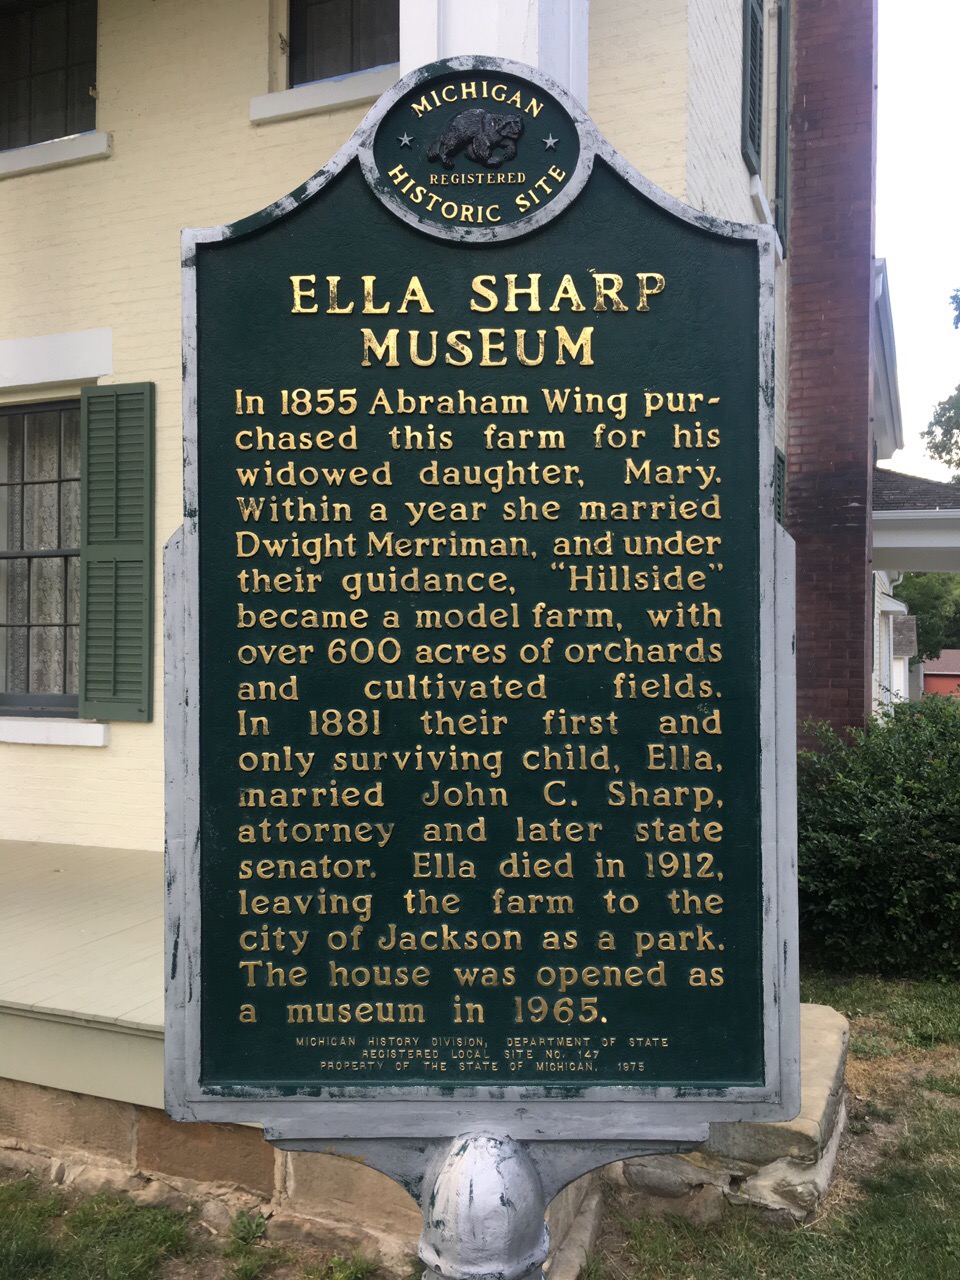 MICHIGAN
REGISTERED
HISTORIC SITE
ELLA SHARP
MUSEUM
In 1855 Abraham Wing pur-
chased this farm for his
widowed daughter, Mary.
Within a year she married
Dwight Merriman, and under
their guidance, "Hillside"
became a model farm, with
over 600 acres of orchards
and cultivated fields.
In 1881 their first and
only surviving child, Ella,
married John C. Sharp,
attorney and later state
senator. Ella died in 1912,
leaving the farm to the
city of Jackson as a park.
The house was opened as
a museum in 1965.
MICHIGAN HISTORY DIVISION, DEPARTMENT OF STATE
REGISTERED LOCAL SITE NO. 147
PROPERTY OF THE STATE OF MICHIGAN, 1975